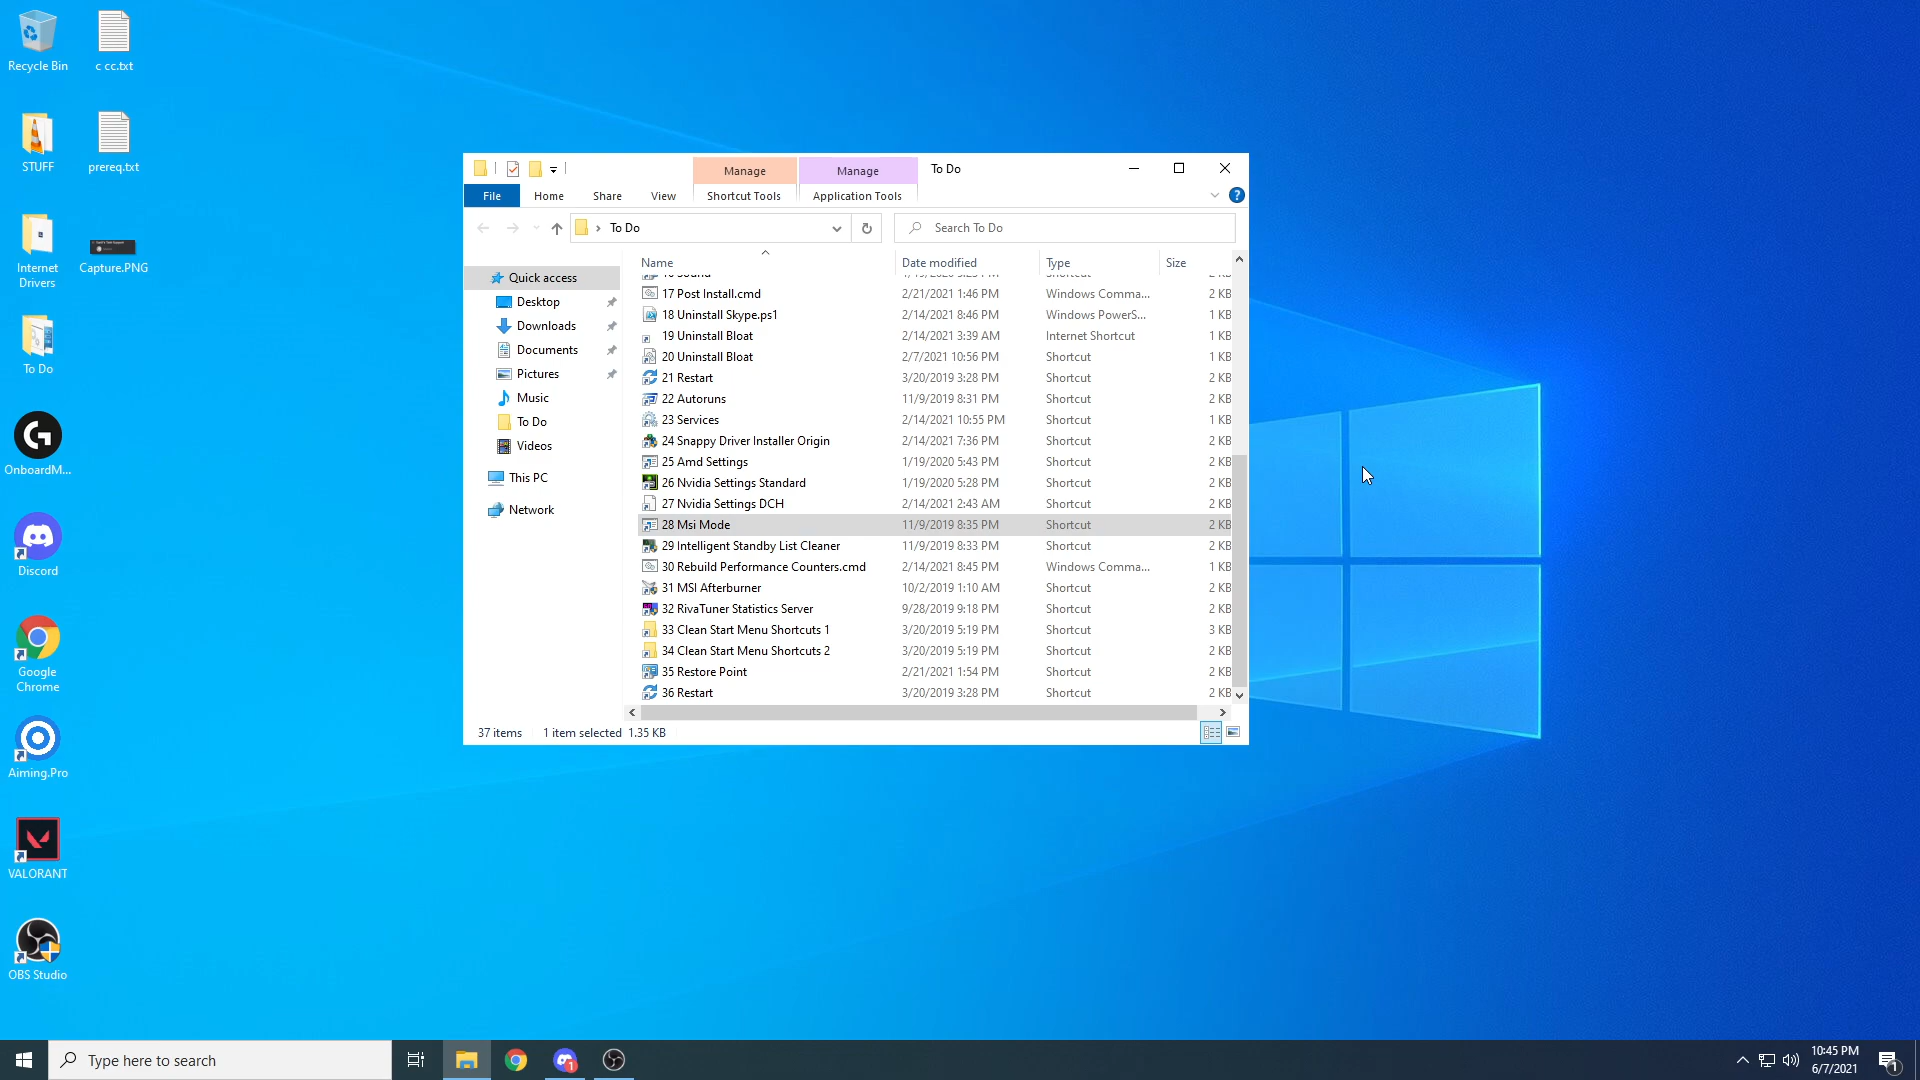 Recycle Bin
c cc.txt
STUFF
prereq.txt
Internet
Drivers
Capture.PNG
To Do
OnboardM...
Discord
Google
Chrome
Aiming.Pro
VALORANT
OBS Studio
Manage
Manage
To Do
File
Home
Share
View
Shortcut Tools
Application Tools
?
To Do
Search To Do
Name
Date modified
Type
Size
Quick access
Desktop
Downloads
Documents
Pictures
Music
To Do
Videos
This PC
Network
17 Post Install.cmd 2/21/2021 1:46 PM Windows Comma... 2 KB
18 Uninstall Skype.ps1 2/14/2021 8:46 PM Windows PowerS... 1 KB
19 Uninstall Bloat 2/14/2021 3:39 AM Internet Shortcut 1 KB
20 Uninstall Bloat 2/7/2021 10:56 PM Shortcut 1 KB
21 Restart 3/20/2019 3:28 PM Shortcut 2 KB
22 Autoruns 11/9/2019 8:31 PM Shortcut 2 KB
23 Services 2/14/2021 10:55 PM Shortcut 1 KB
24 Snappy Driver Installer Origin 2/14/2021 7:36 PM Shortcut 2 KB
25 Amd Settings 1/19/2020 5:43 PM Shortcut 2 KB
26 Nvidia Settings Standard 1/19/2020 5:28 PM Shortcut 2 KB
27 Nvidia Settings DCH 2/14/2021 2:43 AM Shortcut 2 KB
28 Msi Mode 11/9/2019 8:35 PM Shortcut 2 KB
29 Intelligent Standby List Cleaner 11/9/2019 8:33 PM Shortcut 2 KB
30 Rebuild Performance Counters.cmd 2/14/2021 8:45 PM Windows Comma... 1 KB
31 MSI Afterburner 10/2/2019 1:10 AM Shortcut 2 KB
32 RivaTuner Statistics Server 9/28/2019 9:18 PM Shortcut 2 KB
33 Clean Start Menu Shortcuts 1 3/20/2019 5:19 PM Shortcut 3 KB
34 Clean Start Menu Shortcuts 2 3/20/2019 5:19 PM Shortcut 2 KB
35 Restore Point 2/21/2021 1:54 PM Shortcut 2 KB
36 Restart 3/20/2019 3:28 PM Shortcut 2 KB
37 items 1 item selected 1.35 KB
Type here to search
1
10:45 PM
6/7/2021
1